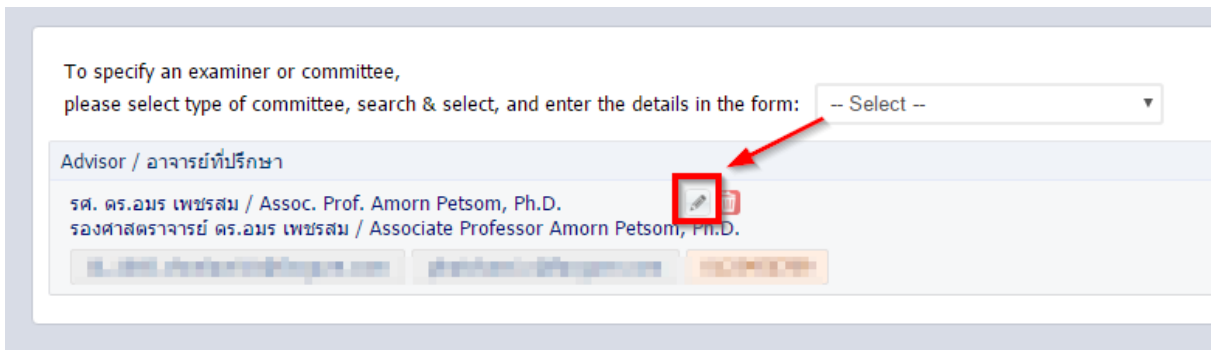 To specify an examiner or committee,
please select type of committee, search & select, and enter the details in the form: -- Select --
Advisor / อาจารย์ที่ปรึกษา
รศ. ดร.อมร เพชรสม / Assoc. Prof. Amorn Petsom, Ph.D.
รองศาสตราจารย์ ดร.อมร เพชรสม / Associate Professor Amorn Petsom, Ph.D.